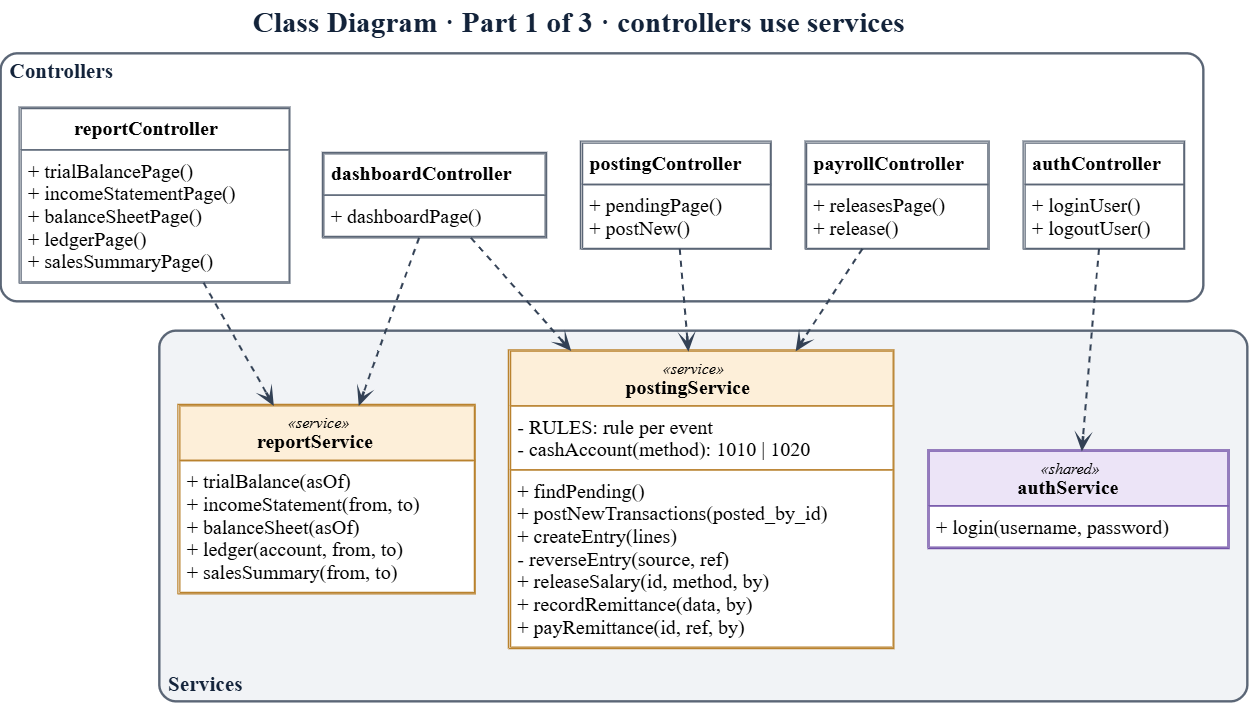 Class Diagram · Part 1 of 3 · controllers use services
Controllers
reportController
+ trialBalancePage()
+ incomeStatementPage()
+ balanceSheetPage()
+ ledgerPage()
+ salesSummaryPage()
dashboardController
+ dashboardPage()
postingController
+ pendingPage()
+ postNew()
payrollController
+ releasesPage()
+ release()
authController
+ loginUser()
+ logoutUser()
«service»
reportService
+ trialBalance(asOf)
+ incomeStatement(from, to)
+ balanceSheet(asOf)
+ ledger(account, from, to)
+ salesSummary(from, to)
«service»
postingService
- RULES: rule per event
- cashAccount(method): 1010 | 1020
+ findPending()
+ postNewTransactions(posted_by_id)
+ createEntry(lines)
- reverseEntry(source, ref)
+ releaseSalary(id, method, by)
+ recordRemittance(data, by)
+ payRemittance(id, ref, by)
«shared»
authService
+ login(username, password)
Services